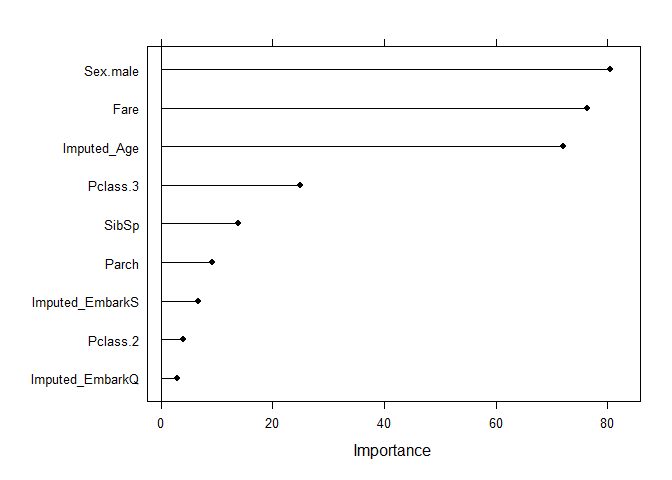 Sex.male
Fare
Imputed_Age
Pclass.3
SibSp
Parch
Imputed_EmbarkS
Pclass.2
Imputed_EmbarkQ
0 20 40 60 80
Importance